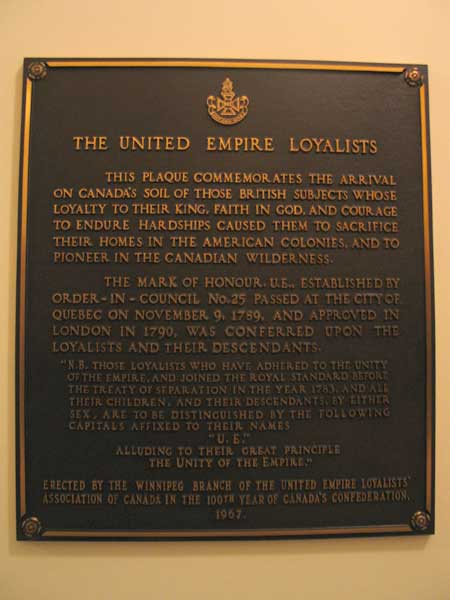 THE UNITED EMPIRE LOYALISTS
THIS PLAQUE COMMEMORATES THE ARRIVAL
ON CANADA'S SOIL OF THOSE BRITISH SUBJECTS WHOSE
LOYALTY TO THEIR KING, FAITH IN GOD, AND COURAGE
TO ENDURE HARDSHIPS CAUSED THEM TO SACRIFICE
THEIR HOMES IN THE AMERICAN COLONIES, AND TO
PIONEER IN THE CANADIAN WILDERNESS.
THE MARK OF HONOUR, U.E., ESTABLISHED BY
ORDER-IN-COUNCIL No. 25 PASSED AT THE CITY OF
QUEBEC ON NOVEMBER 9, 1789, AND APPROVED IN
LONDON IN 1790, WAS CONFERRED UPON THE
LOYALISTS AND THEIR DESCENDANTS.
"N.B. THOSE LOYALISTS WHO HAVE ADHERED TO THE UNITY
OF THE EMPIRE, AND JOINED THE ROYAL STANDARD BEFORE
THE TREATY OF SEPARATION IN THE YEAR 1783, AND ALL
THEIR CHILDREN, AND THEIR DESCENDANTS, BY EITHER
SEX, ARE TO BE DISTINGUISHED BY THE FOLLOWING
CAPITALS AFFIXED TO THEIR NAMES
"U.E."
ALLUDING TO THEIR GREAT PRINCIPLE
THE UNITY OF THE EMPIRE."
ERECTED BY THE WINNIPEG BRANCH OF THE UNITED EMPIRE LOYALISTS'
ASSOCIATION OF CANADA IN THE 100TH YEAR OF CANADA'S CONFEDERATION,
1967.